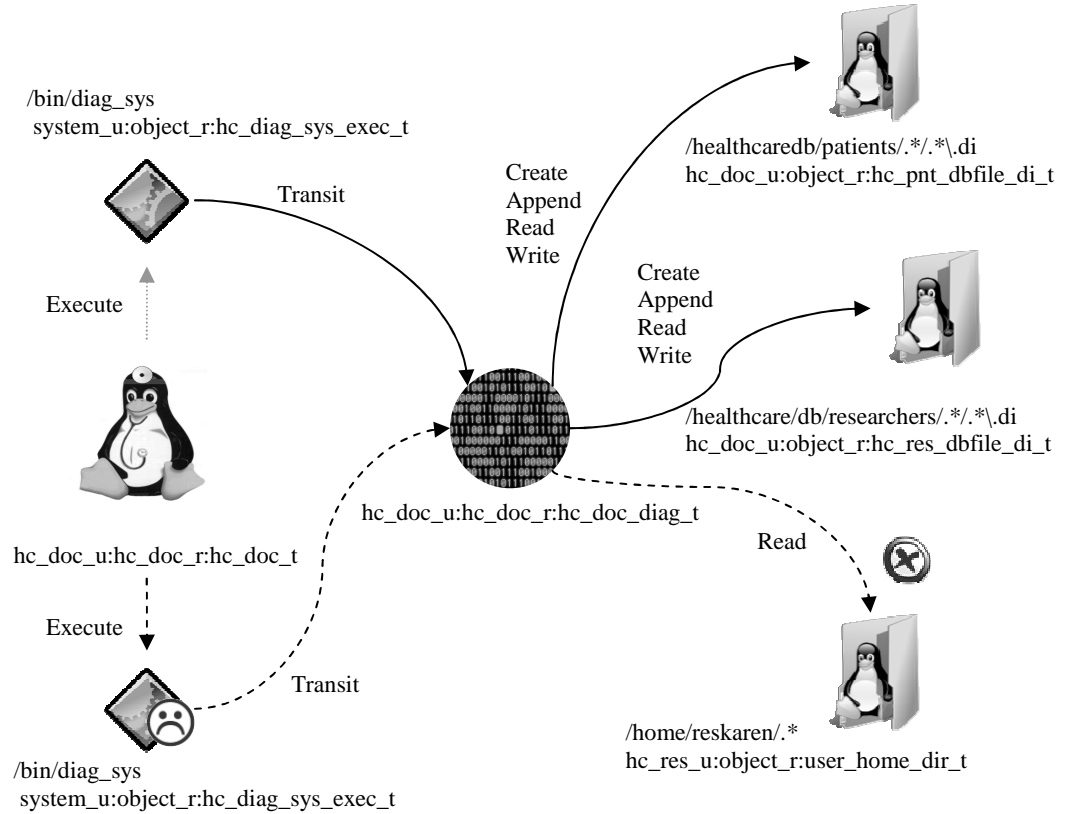 /bin/diag_sys
system_u:object_r:hc_diag_sys_exec_t
Transit
Execute
hc_doc_u:hc_doc_r:hc_doc_t
Execute
Transit
/bin/diag_sys
system_u:object_r:hc_diag_sys_exec_t
hc_doc_u:hc_doc_r:hc_doc_diag_t
Create
Append
Read
Write
/healthcaredb/patients/.*/.*\.di
hc_doc_u:object_r:hc_pnt_dbfile_di_t
Create
Append
Read
Write
/healthcare/db/researchers/.*/.*\.di
hc_doc_u:object_r:hc_res_dbfile_di_t
Read
/home/reskaren/.*
hc_res_u:object_r:user_home_dir_t